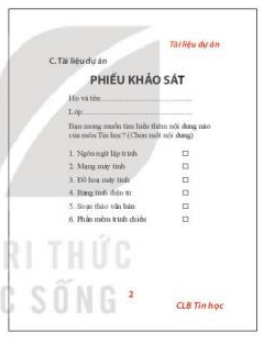 Tài liệu dự án
C. Tài liệu dự án
PHIẾU KHẢO SÁT
Họ và tên:
Lớp:
Bạn mong muốn tìm hiểu thêm nội dung nào
của môn Tin học? (Chọn một nội dung)
1. Ngôn ngữ lập trình ☐
2. Mạng máy tính ☐
3. Đồ hoạ máy tính ☐
4. Bảng tính điện tử ☐
5. Soạn thảo văn bản ☐
6. Phần mềm trình chiếu ☐
TRI THỨC
C SỐNG
2
CLB Tin học